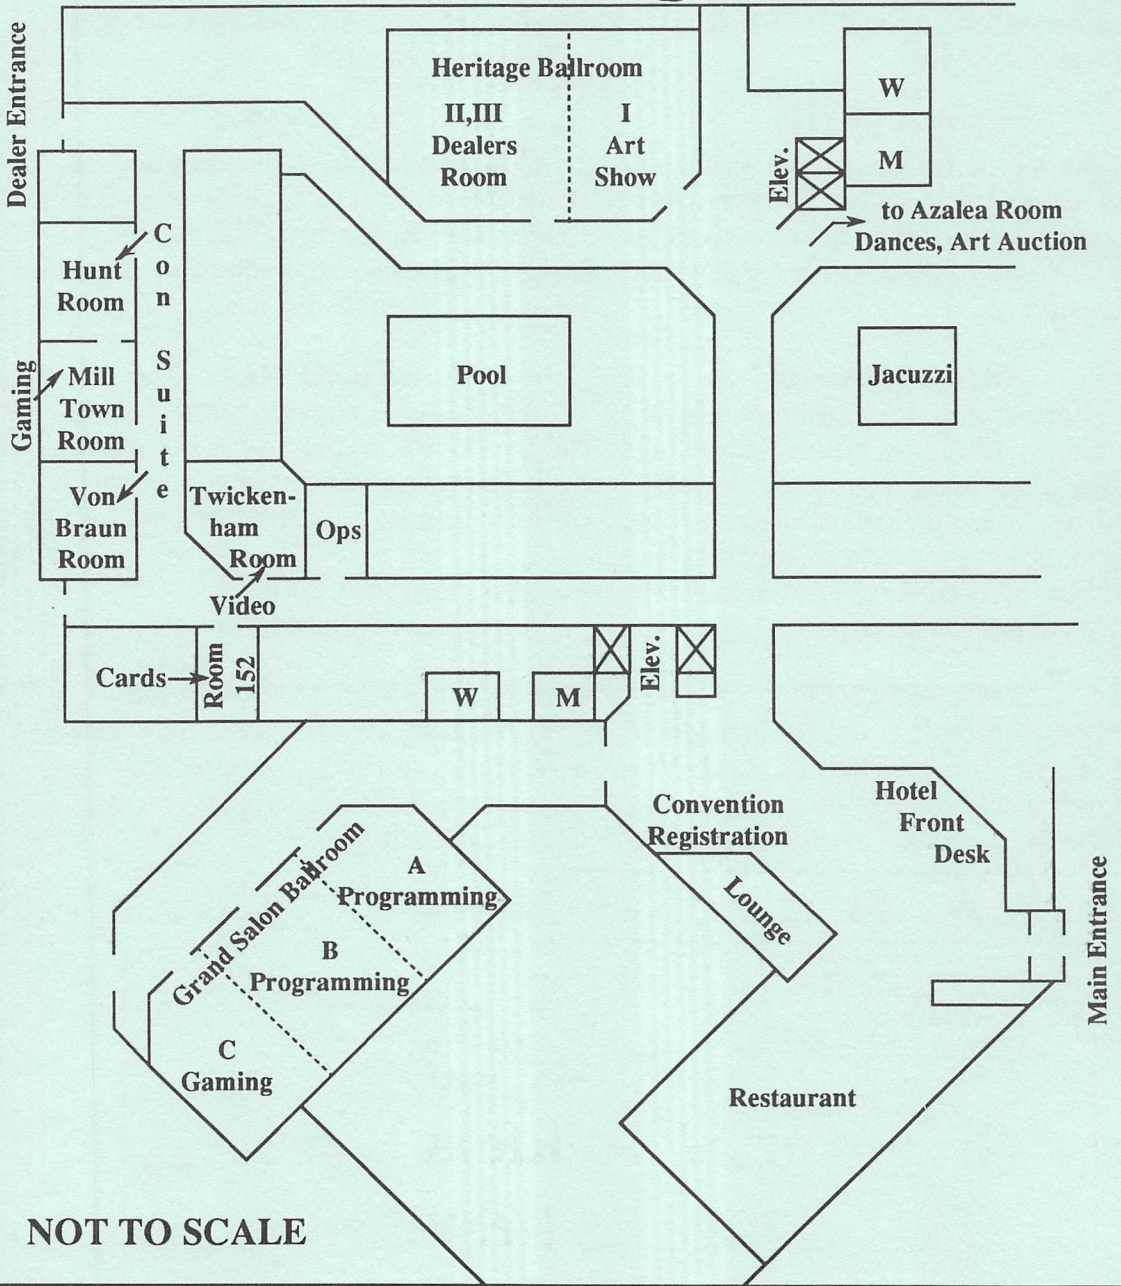 Dealer Entrance
Heritage Ballroom
II,III
Dealers
Room
I
Art
Show
W
M
Elev.
to Azalea Room
Dances, Art Auction
Con Suite
Hunt
Room
Gaming
Mill
Town
Room
Von
Braun
Room
Pool
Jacuzzi
Twicken-
ham
Room
Ops
Video
Cards
Room
152
W
M
Elev.
Hotel
Front
Desk
Convention
Registration
Lounge
Main Entrance
Grand Salon Ballroom
A
Programming
B
Programming
C
Gaming
Restaurant
NOT TO SCALE